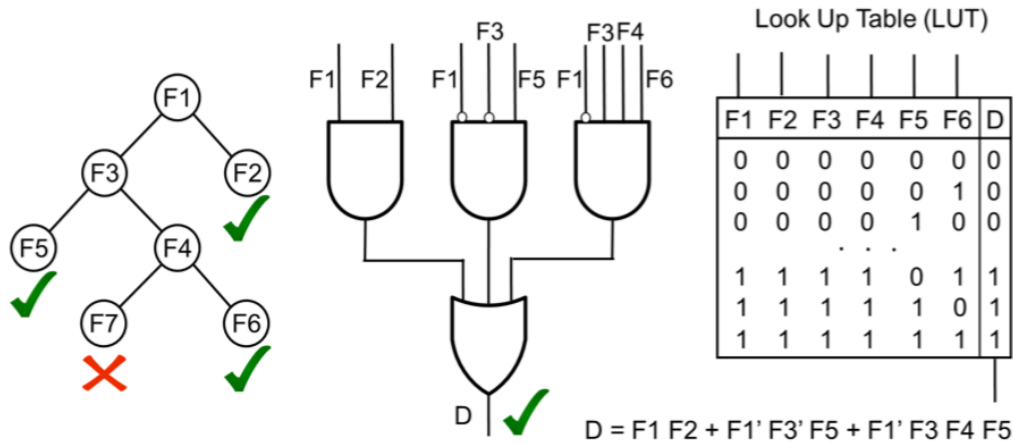 F1
F3
F2
F5
F4
F7
F6
F3
F1 F2 F1 F5
F3 F4
F1 F6
D
Look Up Table (LUT)
F1 F2 F3 F4 F5 F6 D
0 0 0 0 0 0 0
0 0 0 0 0 1 0
0 0 0 0 1 0 0
. . .
1 1 1 1 0 1 1
1 1 1 1 1 0 1
1 1 1 1 1 1 1
D = F1 F2 + F1’ F3’ F5 + F1’ F3 F4 F5